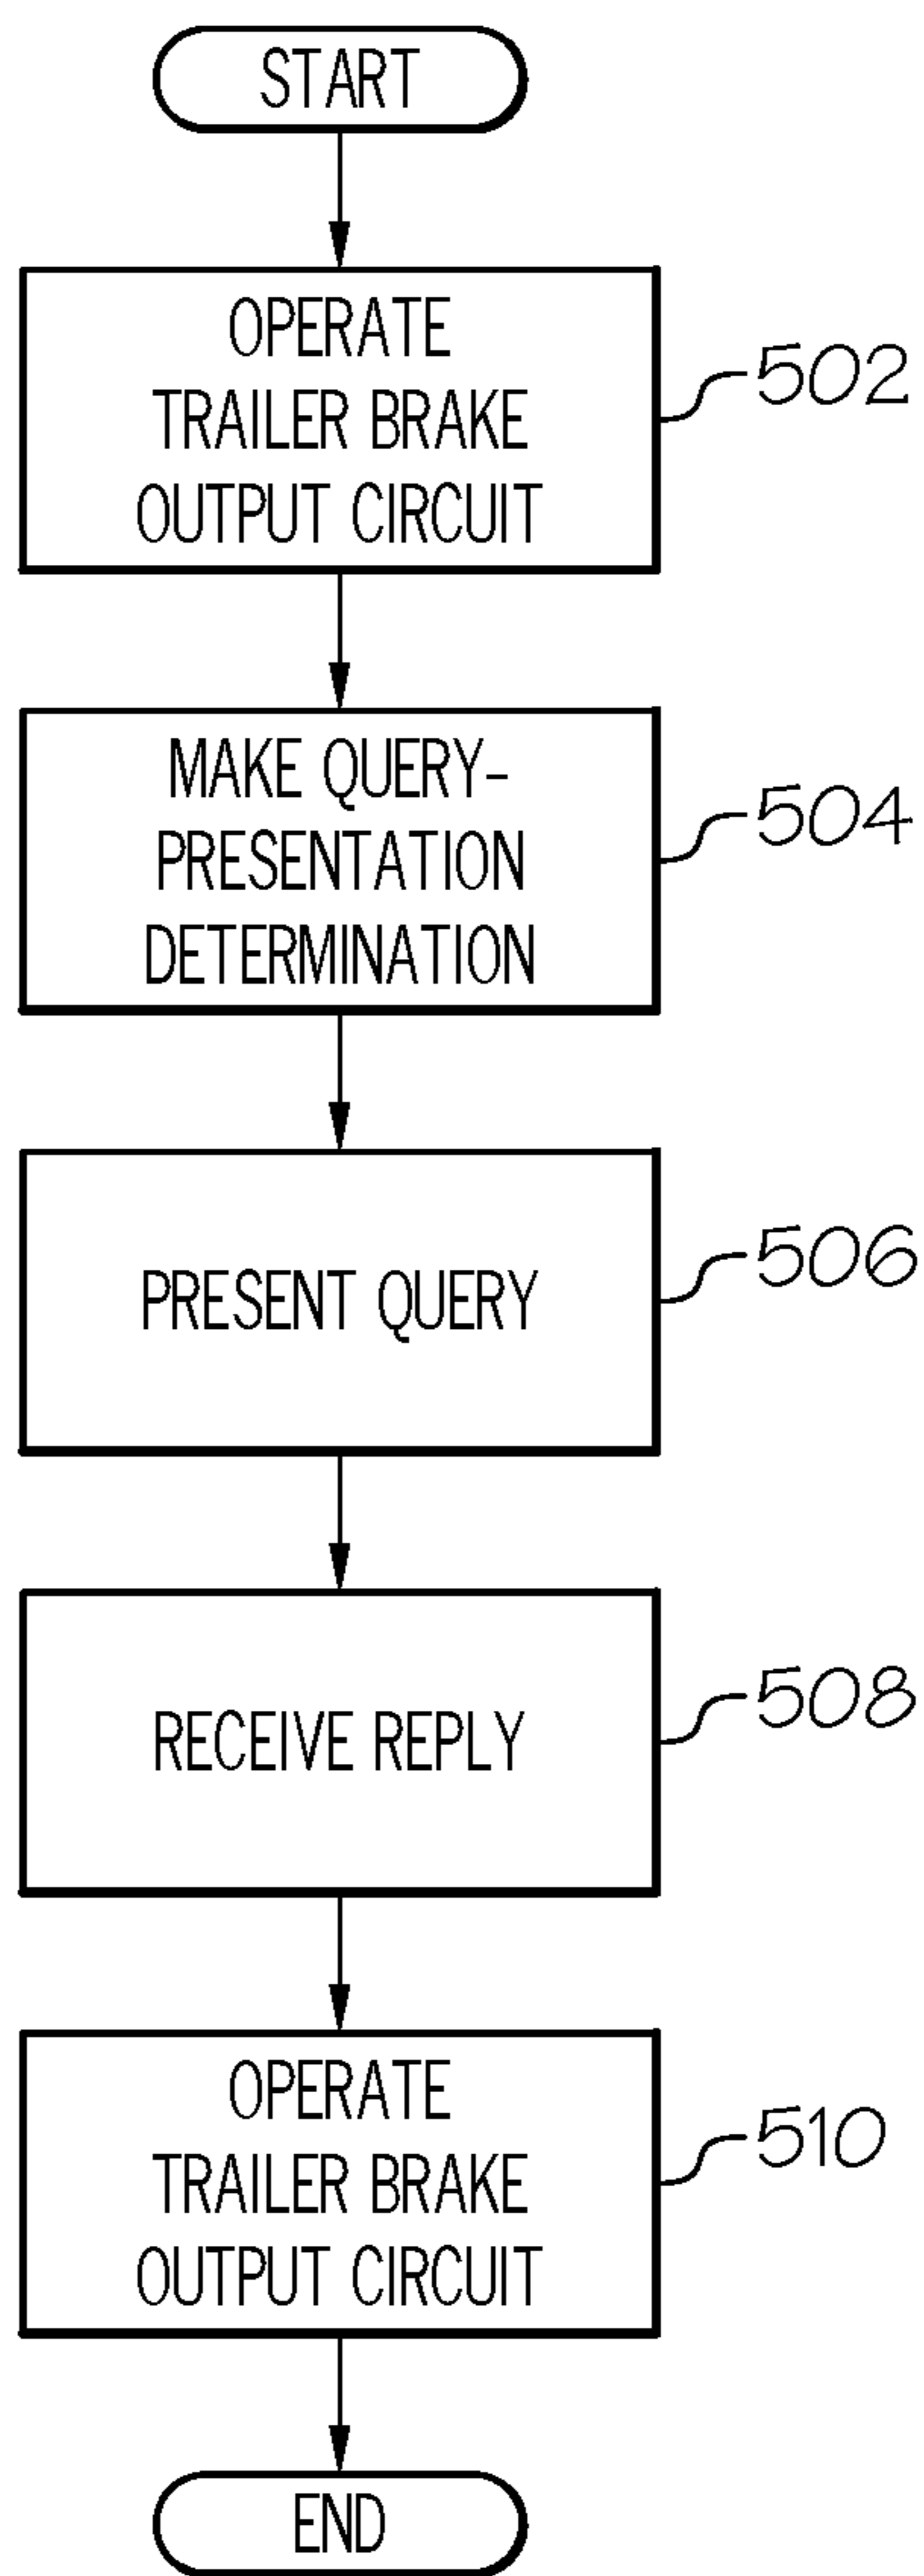 START
OPERATE
TRAILER BRAKE
OUTPUT CIRCUIT
502
MAKE QUERY-
PRESENTATION
DETERMINATION
504
PRESENT QUERY
506
RECEIVE REPLY
508
OPERATE
TRAILER BRAKE
OUTPUT CIRCUIT
510
END